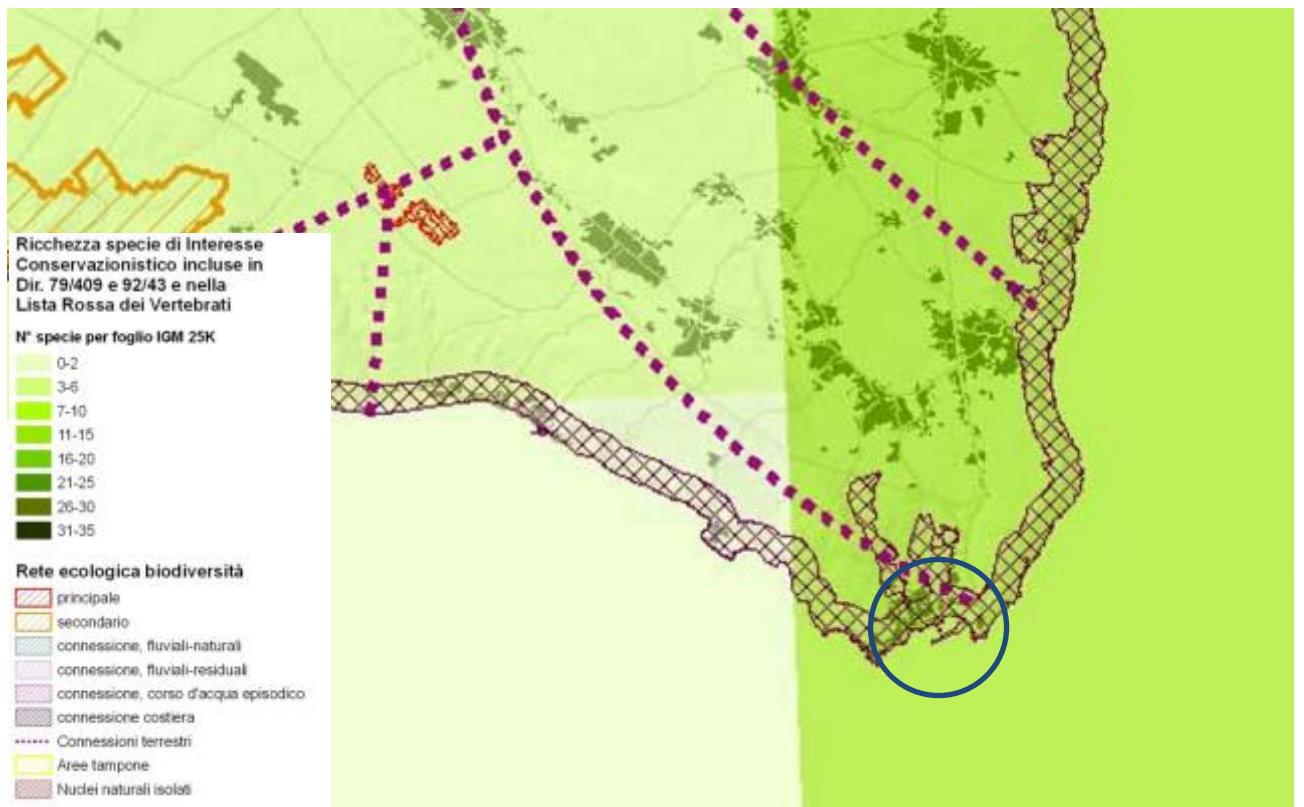 Ricchezza specie di Interesse
Conservazionistico incluse in
Dir. 79/409 e 92/43 e nella
Lista Rossa dei Vertebrati
N° specie per foglio IGM 25K
0-2
3-6
7-10
11-15
16-20
21-25
26-30
31-35
Rete ecologica biodiversità
principale
secondario
connessione, fluviali-naturali
connessione, fluviali-residuali
connessione, corso d'acqua episodico
connessione costiera
Connessioni terrestri
Aree tampone
Nuclei naturali isolati